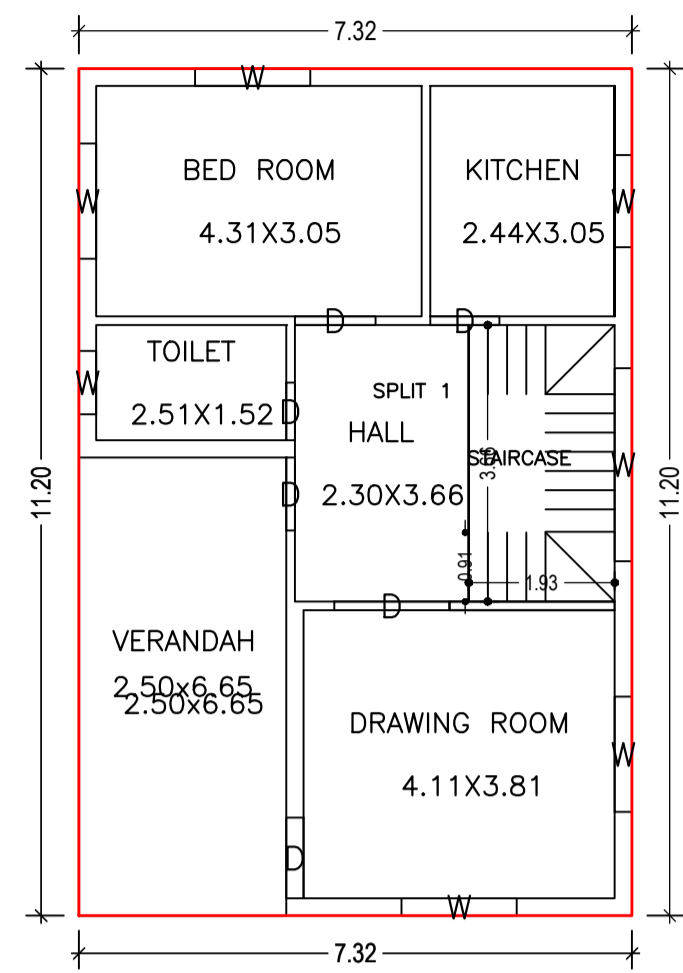 7.32
W
BED ROOM
4.31X3.05
KITCHEN
2.44X3.05
W
W
D
D
TOILET
2.51X1.52
W
D
SPLIT 1
HALL
2.30X3.66
STAIRCASE
3.66
W
D
11.20
11.20
0.91
1.93
D
VERANDAH
2.50x6.65
2.50x6.65
DRAWING ROOM
4.11X3.81
W
D
W
7.32